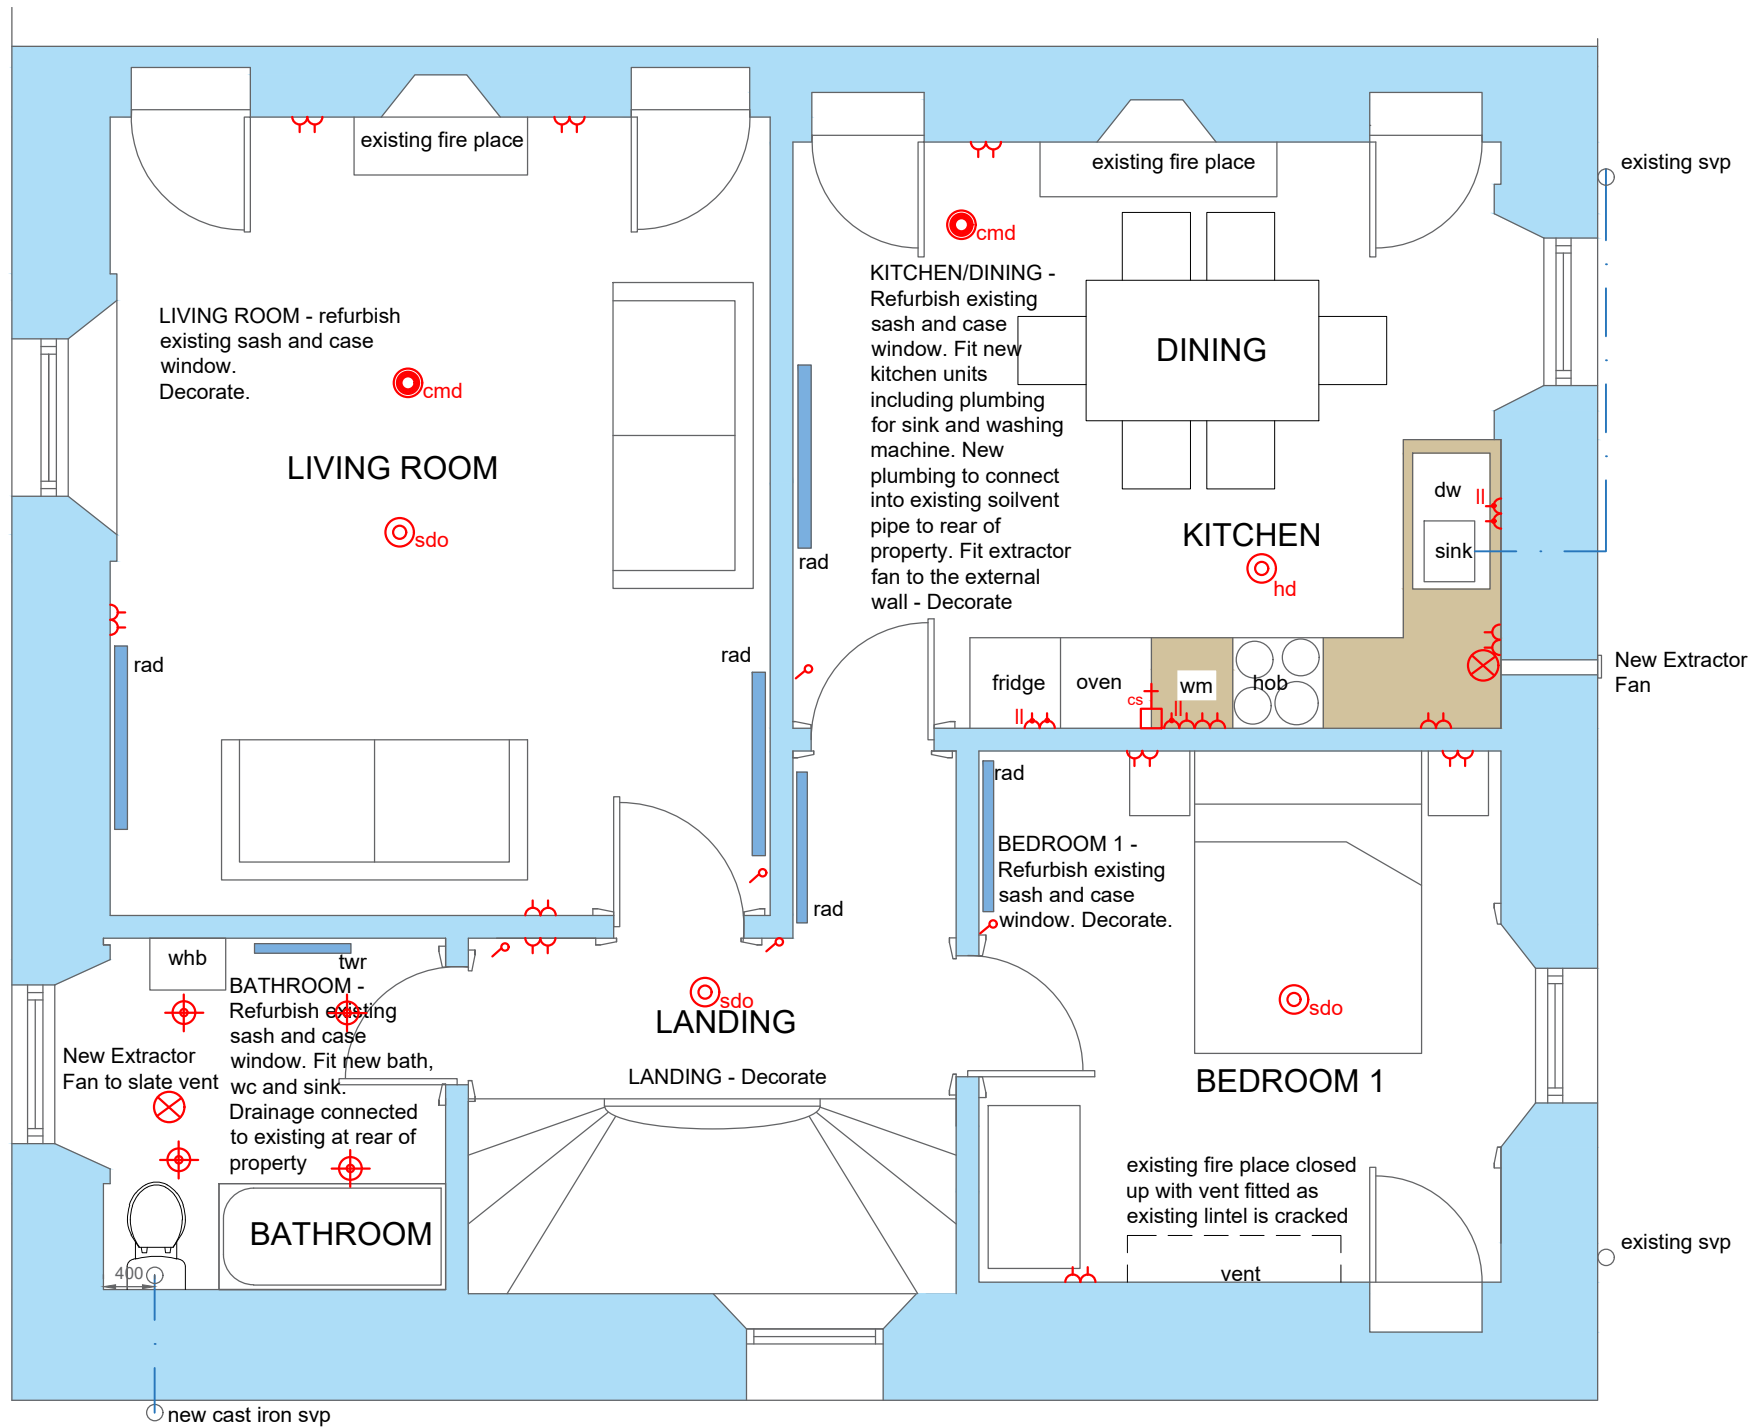 existing fire place
existing fire place
existing svp
cmd
KITCHEN/DINING -
Refurbish existing
sash and case
window. Fit new
kitchen units
including plumbing
for sink and washing
machine. New
plumbing to connect
into existing soilvent
pipe to rear of
property. Fit extractor
fan to the external
wall - Decorate
LIVING ROOM - refurbish
existing sash and case
window.
Decorate.
cmd
DINING
LIVING ROOM
sdo
KITCHEN
hd
dw
ll
sink
rad
rad
rad
fridge
oven
cs
wm
hob
ll
ll
New Extractor
Fan
rad
rad
BEDROOM 1 -
Refurbish existing
sash and case
window. Decorate.
whb
twr
BATHROOM -
Refurbish existing
sash and case
window. Fit new bath,
wc and sink.
Drainage connected
to existing at rear of
property
New Extractor
Fan to slate vent
sdo
LANDING
LANDING - Decorate
sdo
BEDROOM 1
existing fire place closed
up with vent fitted as
existing lintel is cracked
vent
BATHROOM
400
existing svp
new cast iron svp